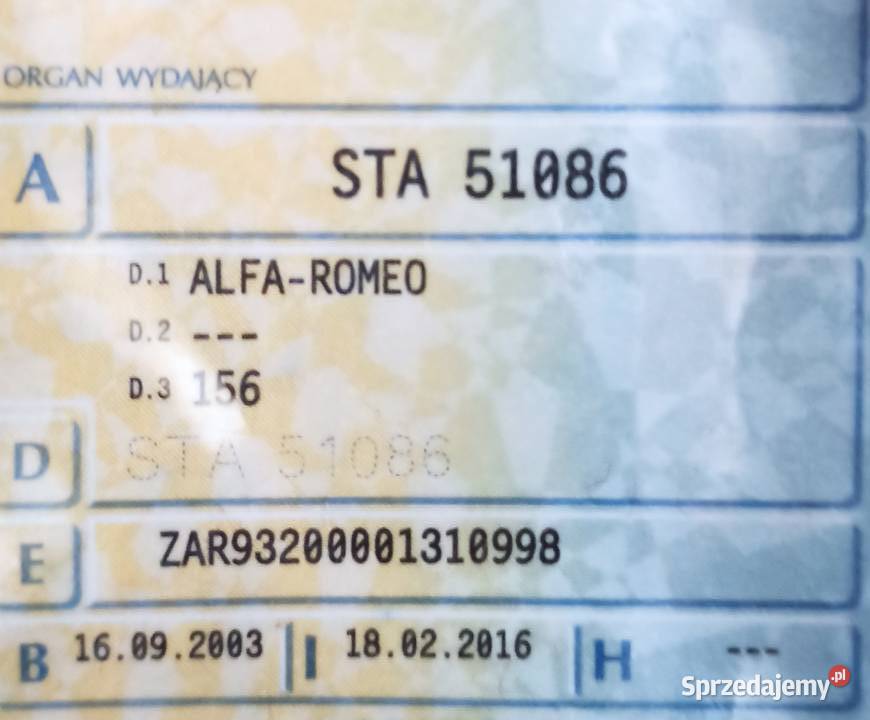 ORGAN WYDAJĄCY
A STA 51086
D.1 ALFA-ROMEO
D.2 ---
D.3 156
D STA 51086
E ZAR93200001310998
B 16.09.2003 I 18.02.2016 H ---
Sprzedajemy.pl